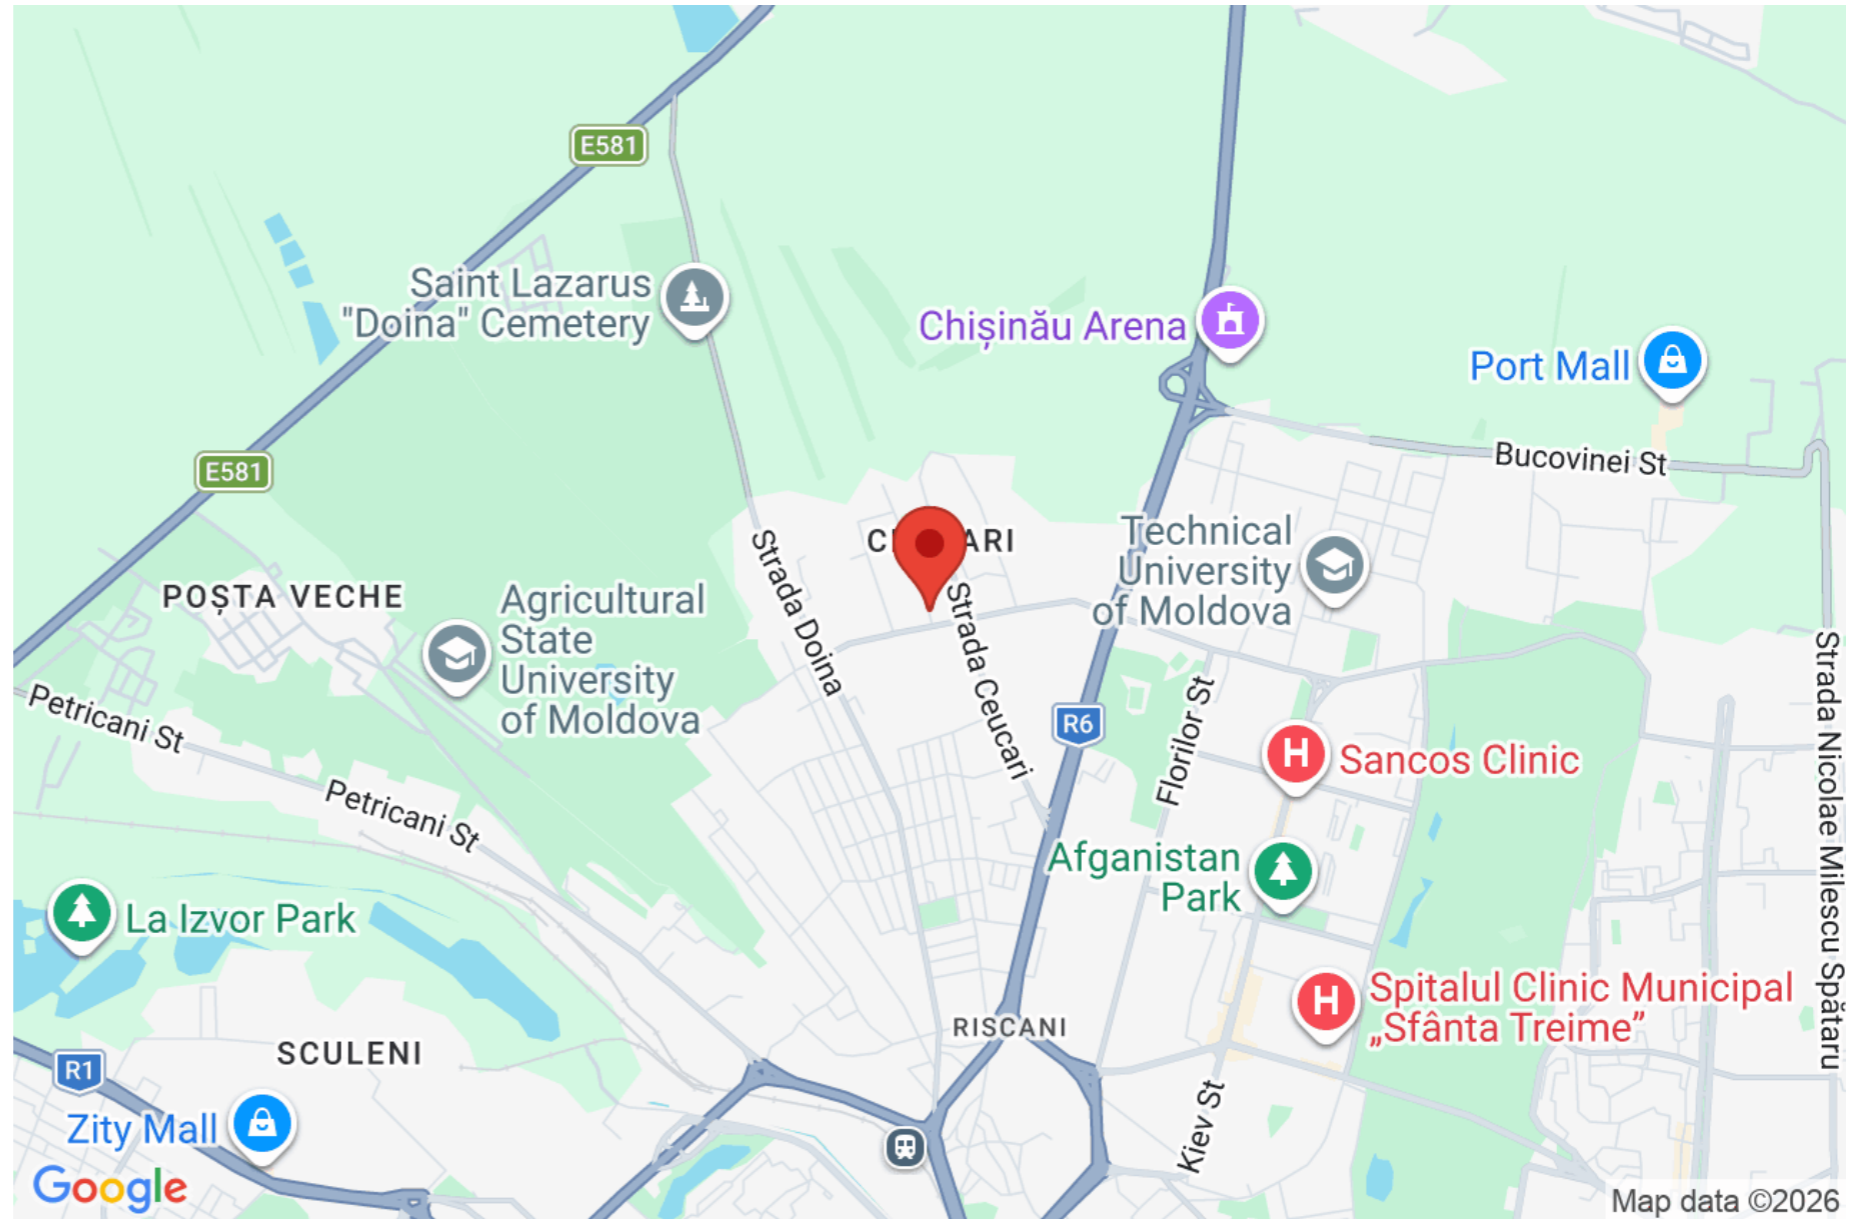 E581
Saint Lazarus
"Doina" Cemetery
Chișinău Arena
Port Mall
E581
Bucovinei St
Technical
University
of Moldova
Strada Doina
Strada Ceucari
POȘTA VECHE
Agricultural
State
University
of Moldova
Strada Nicolae Milescu Spătaru
Petricani St
R6
Florilor St
Sancos Clinic
Petricani St
Afganistan
Park
La Izvor Park
Spitalul Clinic Municipal
„Sfânta Treime”
RISCANI
SCULENI
R1
Zity Mall
Kiev St
Google
Map data ©2026